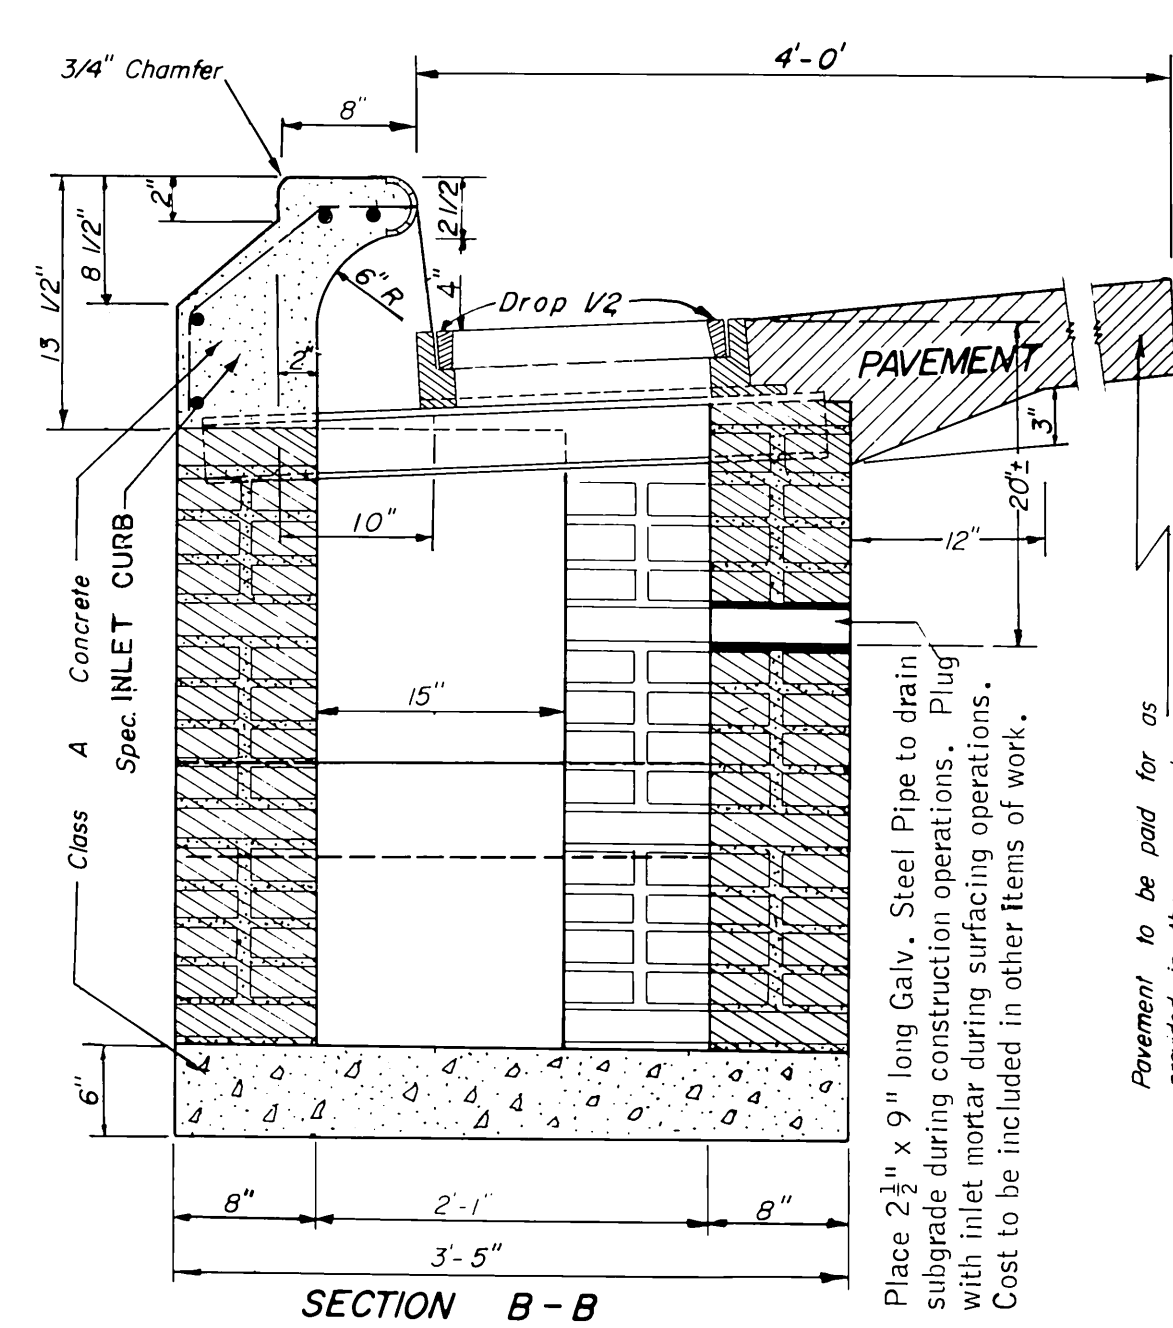 4'-0'
3/4" Chamfer
8"
2"
8 1/2"
13 1/2"
2 1/2
4"
6" R
Drop 1/2
2"
PAVEMENT
3"
20"±
10"
12"
15"
Class A Concrete
Spec. INLET CURB
6"
Place 2 1/2" x 9" long Galv. Steel Pipe to drain
subgrade during construction operations. Plug
with inlet mortar during surfacing operations.
Cost to be included in other items of work.
Pavement to be paid for as
8"
2'-1"
8"
3'-5"
SECTION B-B